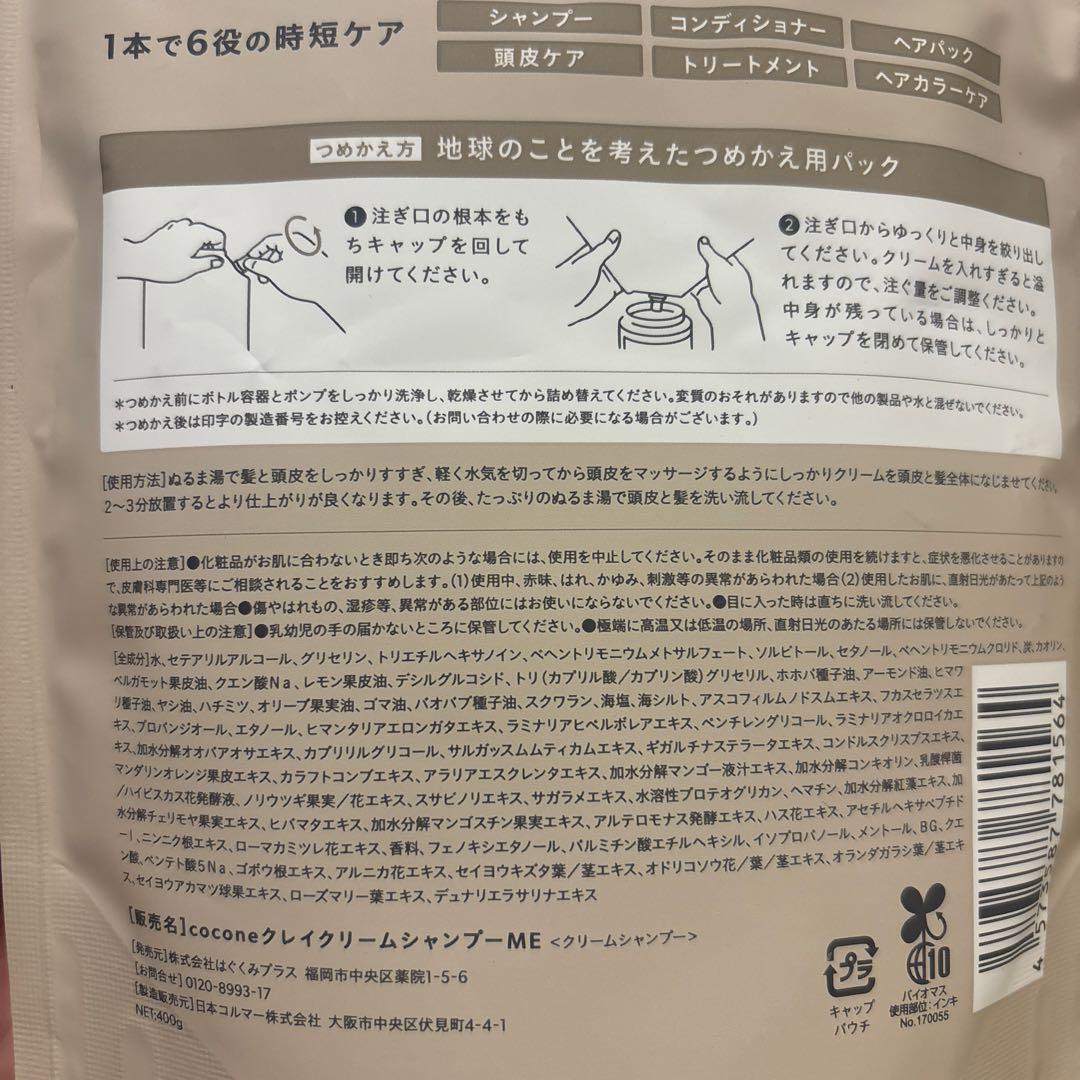 1本で6役の時短ケア
シャンプー コンディショナー ヘアパック
頭皮ケア トリートメント ヘアカラーケア
つめかえ方 地球のことを考えたつめかえ用パック
❶注ぎ口の根本をも
ちキャップを回して
開けてください。
❷注ぎ口からゆっくりと中身を絞り出し
てください。クリームを入れすぎると溢
れますので、注ぐ量をご調整ください。
中身が残っている場合は、しっかりと
キャップを閉めて保管してください。
*つめかえ前にボトル容器とポンプをしっかり洗浄し、乾燥させてから詰め替えてください。変質のおそれがありますので他の製品や水と混ぜないでください。
*つめかえ後は印字の製造番号をお控えください。(お問い合わせの際に必要になる場合がございます。)
[使用方法]ぬるま湯で髪と頭皮をしっかりすすぎ、軽く水気を切ってから頭皮をマッサージするようにしっかりクリームを頭皮と髪全体になじませてください。
2〜3分放置するとより仕上がりが良くなります。その後、たっぷりのぬるま湯で頭皮と髪を洗い流してください。
[使用上の注意]●化粧品がお肌に合わないとき即ち次のような場合には、使用を中止してください。そのまま化粧品類の使用を続けますと、症状を悪化させることがありますの
で、皮膚科専門医等にご相談されることをおすすめします。(1)使用中、赤味、はれ、かゆみ、刺激等の異常があらわれた場合(2)使用したお肌に、直射日光があたって上記のよう
な異常があらわれた場合●傷やはれもの、湿疹等、異常がある部位にはお使いにならないでください。●目に入った時は直ちに洗い流してください。
[保管及び取扱い上の注意]●乳幼児の手の届かないところに保管してください。●極端に高温又は低温の場所、直射日光のあたる場所には保管しないでください。
[全成分]水、セテアリルアルコール、グリセリン、トリエチルヘキサノイン、ベヘントリモニウムメトサルフェート、ソルビトール、セタノール、ベヘントリモニウムクロリド、炭、カオリン、
ベルガモット果皮油、クエン酸Na、レモン果皮油、デシルグルコシド、トリ(カプリル酸/カプリン酸)グリセリル、ホホバ種子油、アーモンド油、ヒマワ
リ種子油、ヤシ油、ハチミツ、オリーブ果実油、ゴマ油、バオバブ種子油、スクワラン、海塩、海シルト、アスコフィルムノドスムエキス、フカスセラツスエ
キス、プロパンジオール、エタノール、ヒマンタリアエロンガタエキス、ラミナリアヒペルボレアエキス、ペンチレングリコール、ラミナリアオクロロイカエ
キス、加水分解オオバアオサエキス、カプリリルグリコール、サルガッスムムティカムエキス、ギガルチナステラータエキス、コンドルスクリスプスエキス、
マンダリンオレンジ果皮エキス、カラフトコンブエキス、アラリアエスクレンタエキス、加水分解マンゴー液汁エキス、加水分解コンキオリン、乳酸桿菌
/ハイビスカス花発酵液、ノリウツギ果実/花エキス、スサビノリエキス、サガラメエキス、水溶性プロテオグリカン、ヘマチン、加水分解紅藻エキス、加
水分解チェリモヤ果実エキス、ヒバマタエキス、加水分解マンゴスチン果実エキス、アルテロモナス発酵エキス、ハス花エキス、アセチルヘキサペプチド
ー1、ニンニク根エキス、ローマカミツレ花エキス、香料、フェノキシエタノール、パルミチン酸エチルヘキシル、イソプロパノール、メントール、BG、クエ
ン酸、ペンテト酸5Na、ゴボウ根エキス、アルニカ花エキス、セイヨウキズタ葉/茎エキス、オドリコソウ花/葉/茎エキス、オランダガラシ葉/茎エキ
ス、セイヨウアカマツ球果エキス、ローズマリー葉エキス、デュナリエラサリナエキス
[販売名]coconeクレイクリームシャンプーME <クリームシャンプー>
[発売元]株式会社はぐくみプラス 福岡市中央区薬院1-5-6
[お問合せ]0120-8993-17
[製造販売元]日本コルマー株式会社 大阪市中央区伏見町4-4-1
NET:400g
プラ
キャップ
パウチ
10
バイオマス
使用部位:インキ
No.170055
4573587781564